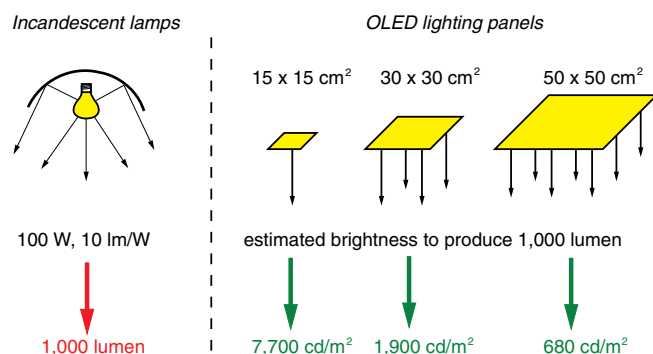 Incandescent lamps
OLED lighting panels
15 x 15 cm²
30 x 30 cm²
50 x 50 cm²
100 W, 10 lm/W
estimated brightness to produce 1,000 lumen
1,000 lumen
7,700 cd/m²
1,900 cd/m²
680 cd/m²